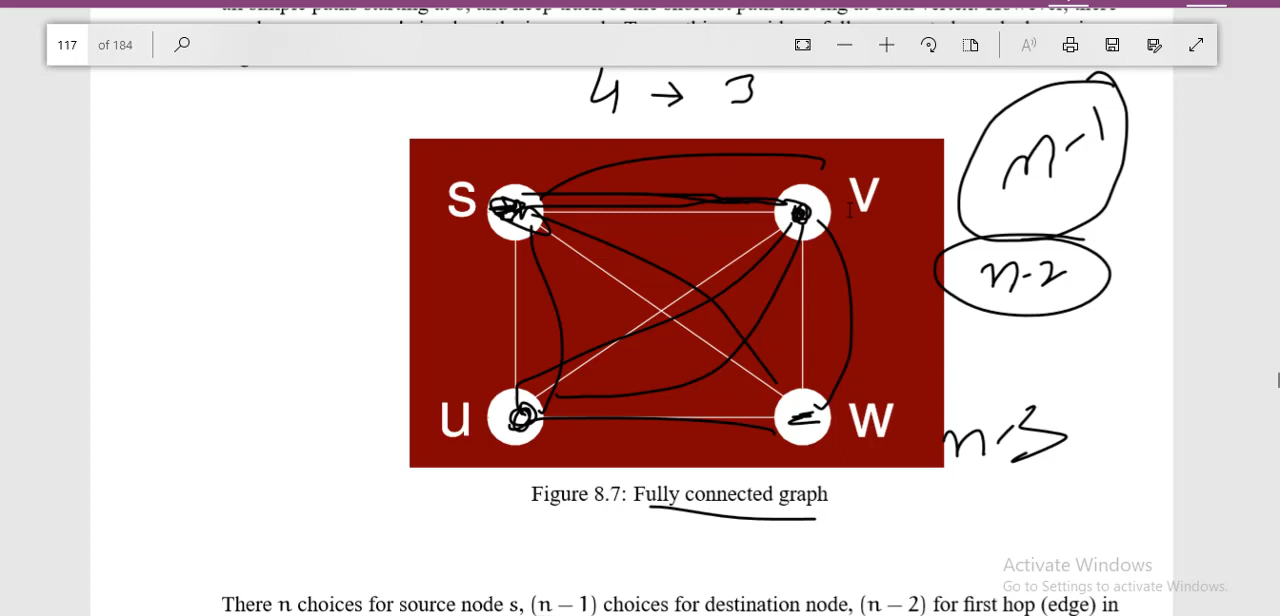 117 of 184
4 → 3
n-1
S V
n-2
U W
n-3
Figure 8.7: Fully connected graph
Activate Windows
Go to Settings to activate Windows.
There n choices for source node s, (n − 1) choices for destination node, (n − 2) for first hop (edge) in